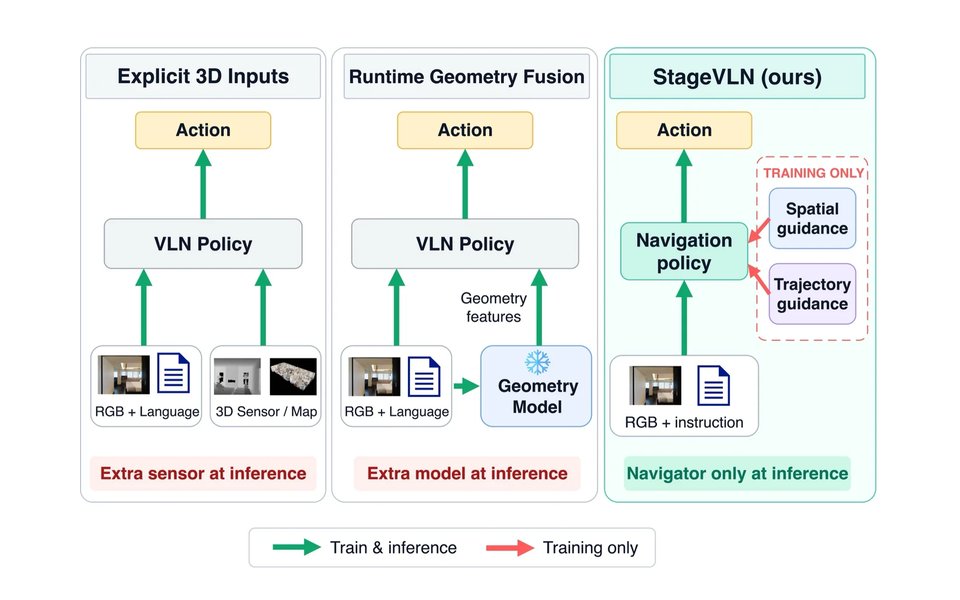 Explicit 3D Inputs
Action
VLN Policy
RGB + Language
3D Sensor / Map
Extra sensor at inference
Runtime Geometry Fusion
Action
VLN Policy
Geometry
features
RGB + Language
Geometry
Model
Extra model at inference
StageVLN (ours)
Action
TRAINING ONLY
Spatial
guidance
Navigation
policy
Trajectory
guidance
RGB + instruction
Navigator only at inference
Train & inference
Training only